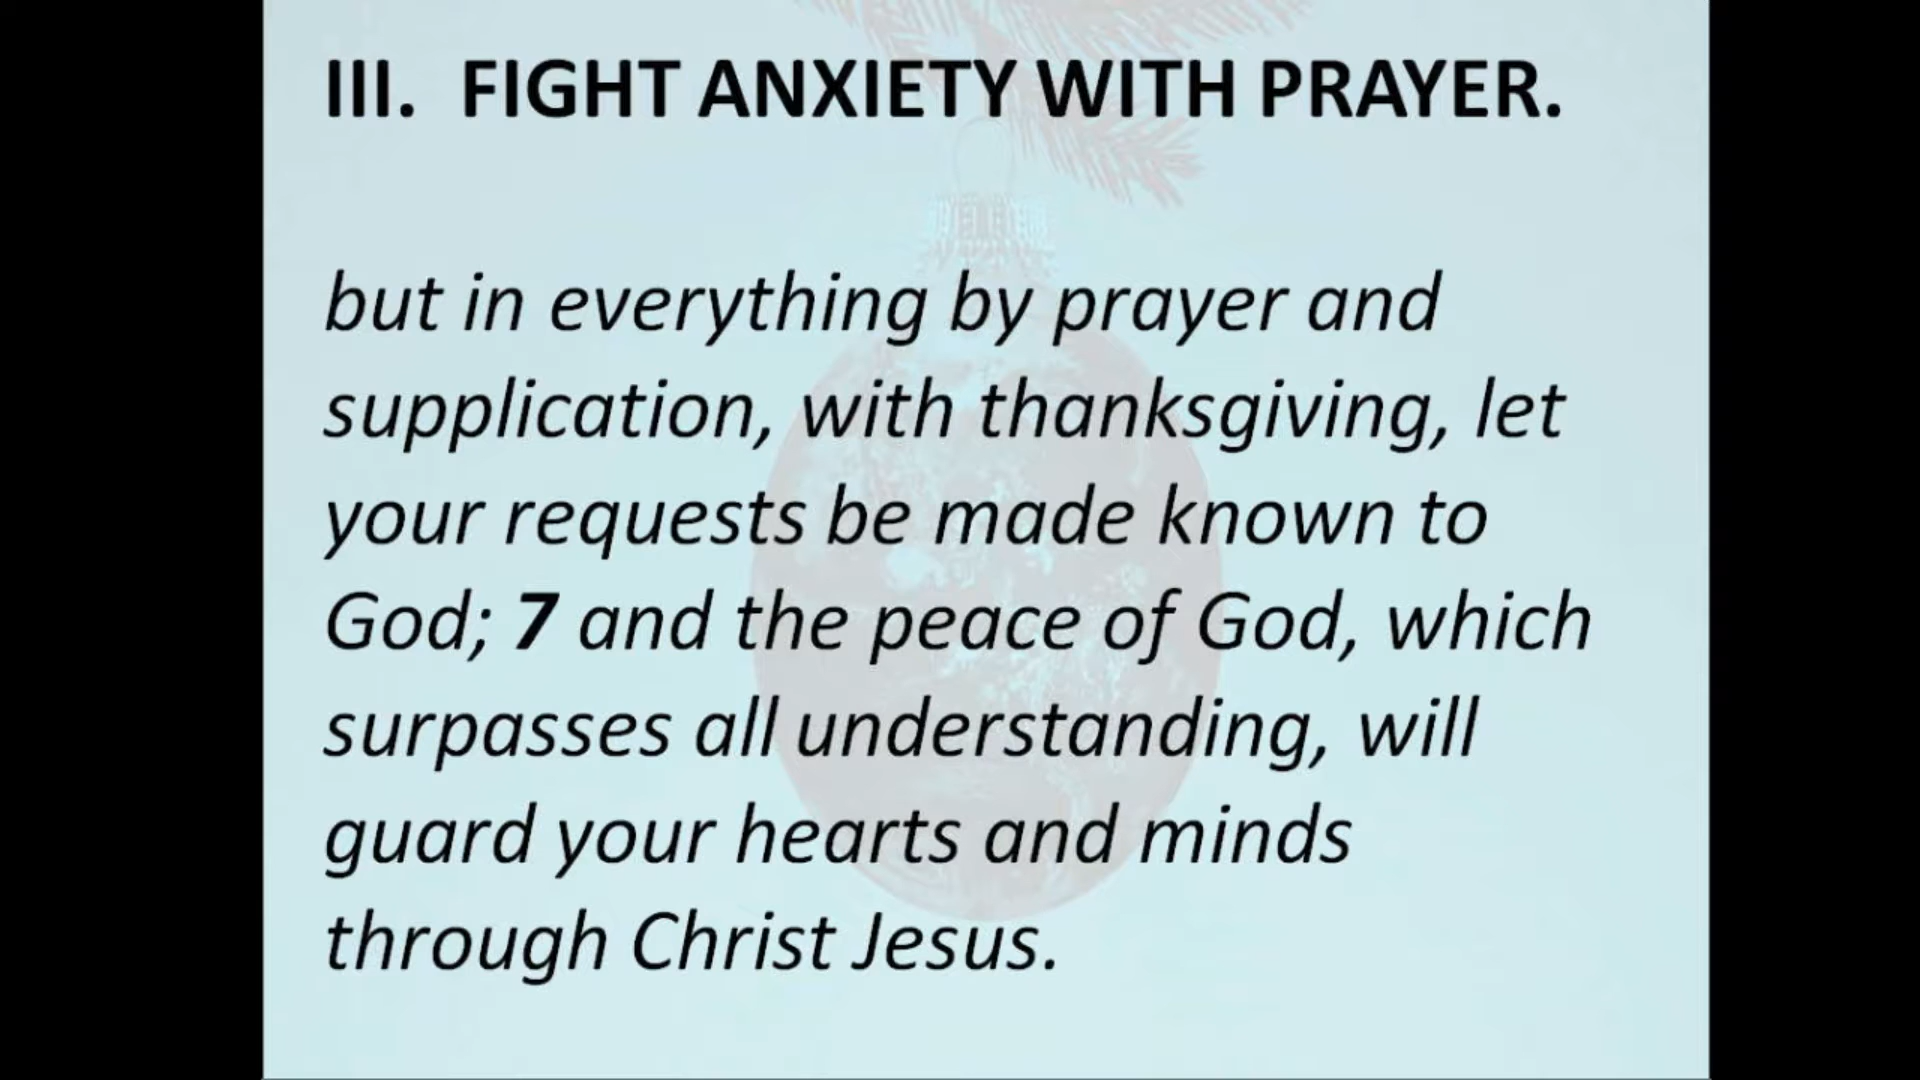 III. FIGHT ANXIETY WITH PRAYER.
but in everything by prayer and
supplication, with thanksgiving, let
your requests be made known to
God; 7 and the peace of God, which
surpasses all understanding, will
guard your hearts and minds
through Christ Jesus.